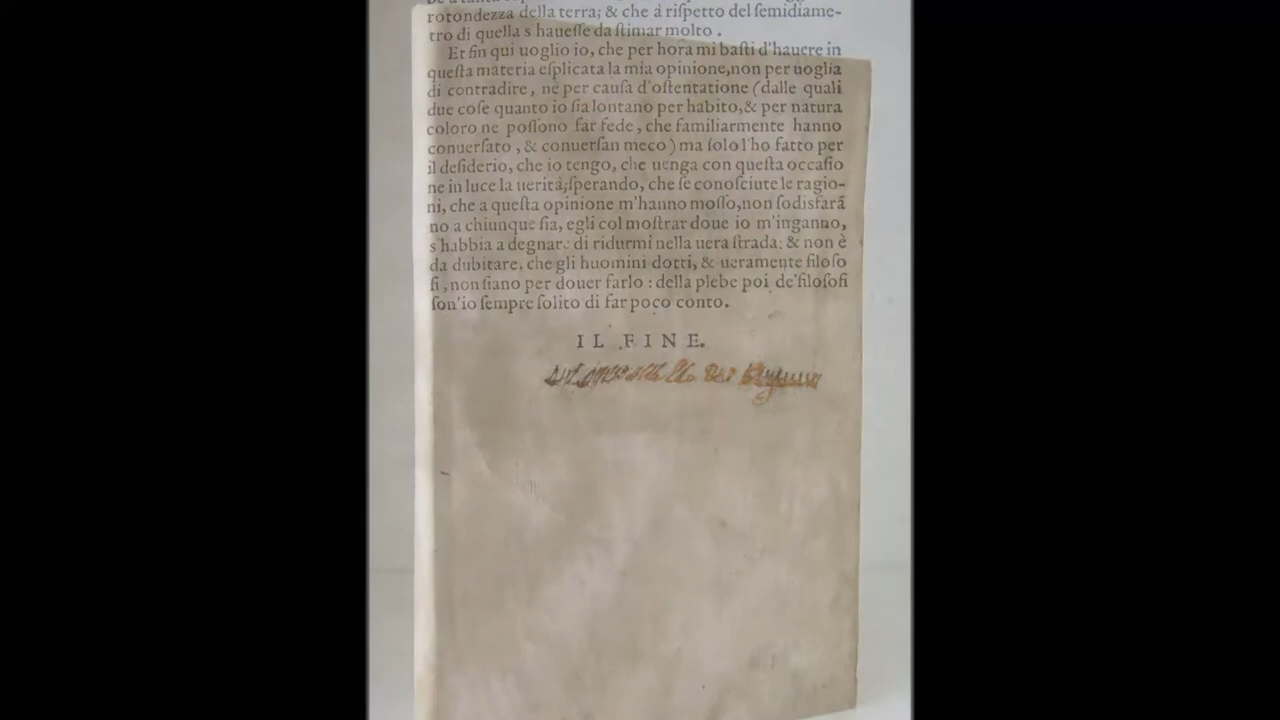 rotondezza della terra; & che à riſpetto del ſemidiame-
tro di quella s haueſſe da ſtimar molto .
Et ſin qui uoglio io, che per hora mi baſti d'hauere in
queſta materia eſplicata la mia opinione,non per uoglia
di contradire, nè per cauſa d'oſtentatione (dalle quali
due coſe quanto io ſia lontano per habito,& per natura
coloro ne poſſono far fede, che familiarmente hanno
conuerſato , & conuerſan meco) ma ſolo l'ho fatto per
il deſiderio, che io tengo, che uenga con queſta occaſio
ne in luce la uerità;ſperando, che ſe conoſciute le ragio-
ni, che a queſta opinione m'hanno moſſo,non ſodisfarã
no a chiunque ſia, egli col moſtrar doue io m'inganno,
s'habbia a degnare di ridurmi nella uera ſtrada: & non è
da dubitare, che gli huomini dotti, & ueramente filoſo
fi, non ſiano per douer farlo : della plebe poi de'filoſofi
ſon'io ſempre ſolito di far poco conto.
IL FINE.